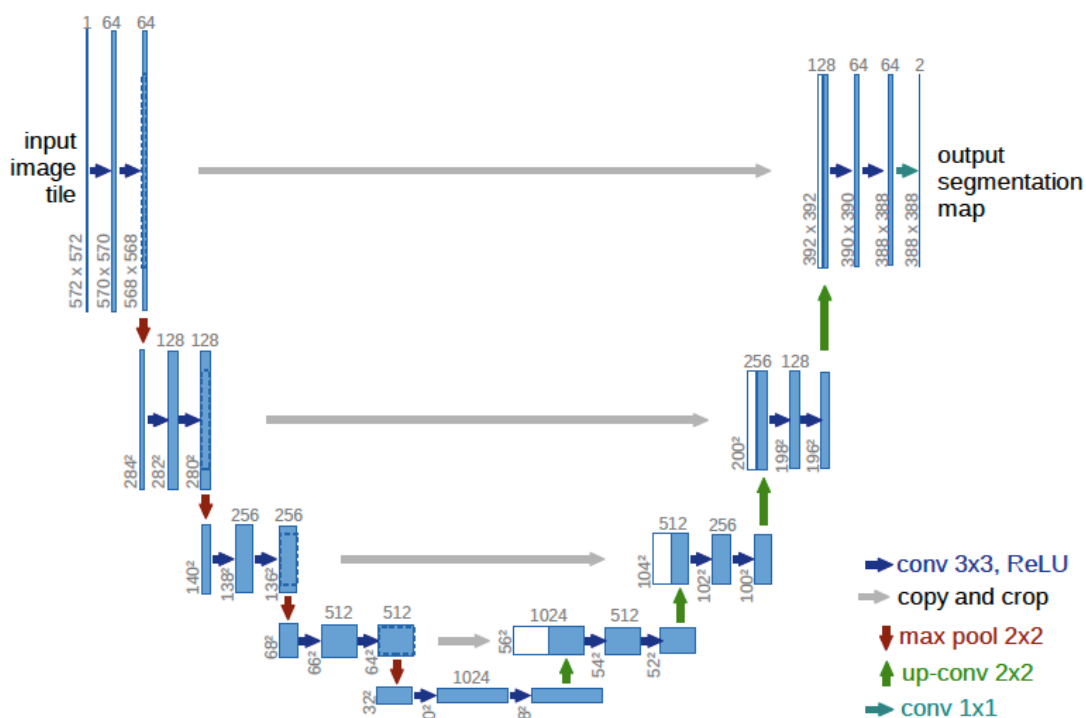 1 64 64
input
image
tile
572 x 572
570 x 570
568 x 568
128 64 64 2
392 x 392
390 x 390
388 x 388
388 x 388
output
segmentation
map
128 128
284²
282²
280²
256 128
200²
198²
196²
256 256
140²
138²
136²
512 256
104²
102²
100²
512 512
68²
66²
64²
1024 512
56²
54²
52²
1024
32²
conv 3x3, ReLU
copy and crop
max pool 2x2
up-conv 2x2
conv 1x1